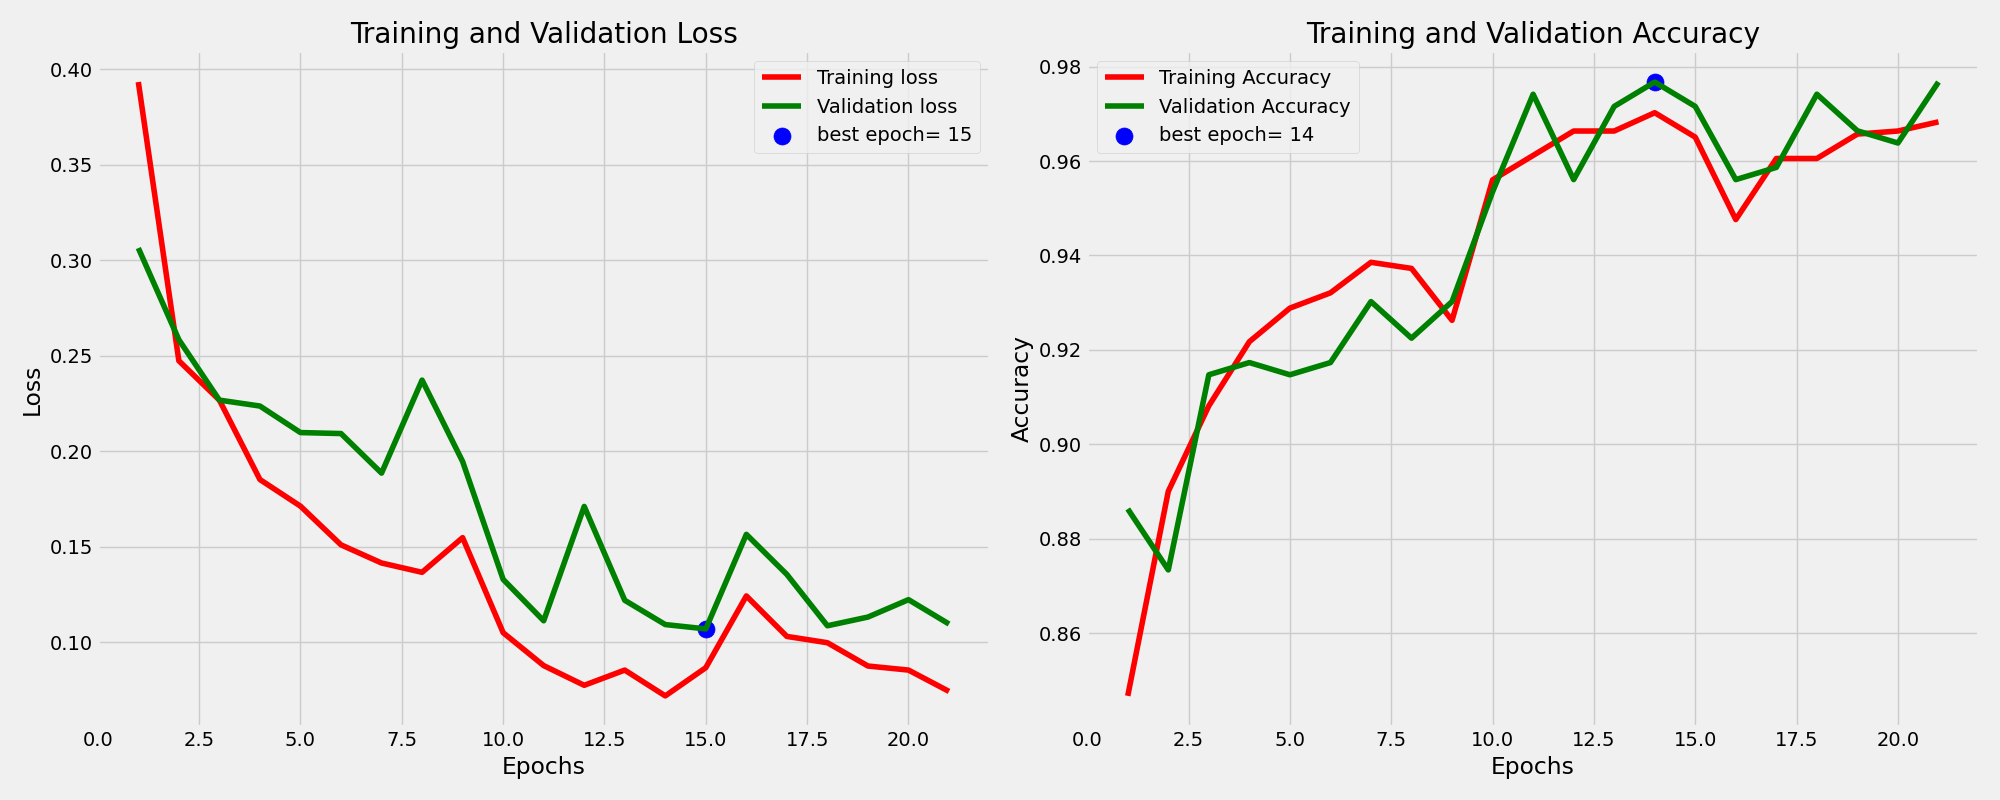 Training and Validation Loss
Training loss
Validation loss
best epoch= 15
0.40
0.35
0.30
0.25
0.20
0.15
0.10
Loss
0.0 2.5 5.0 7.5 10.0 12.5 15.0 17.5 20.0
Epochs
Training and Validation Accuracy
Training Accuracy
Validation Accuracy
best epoch= 14
0.98
0.96
0.94
0.92
0.90
0.88
0.86
Accuracy
0.0 2.5 5.0 7.5 10.0 12.5 15.0 17.5 20.0
Epochs